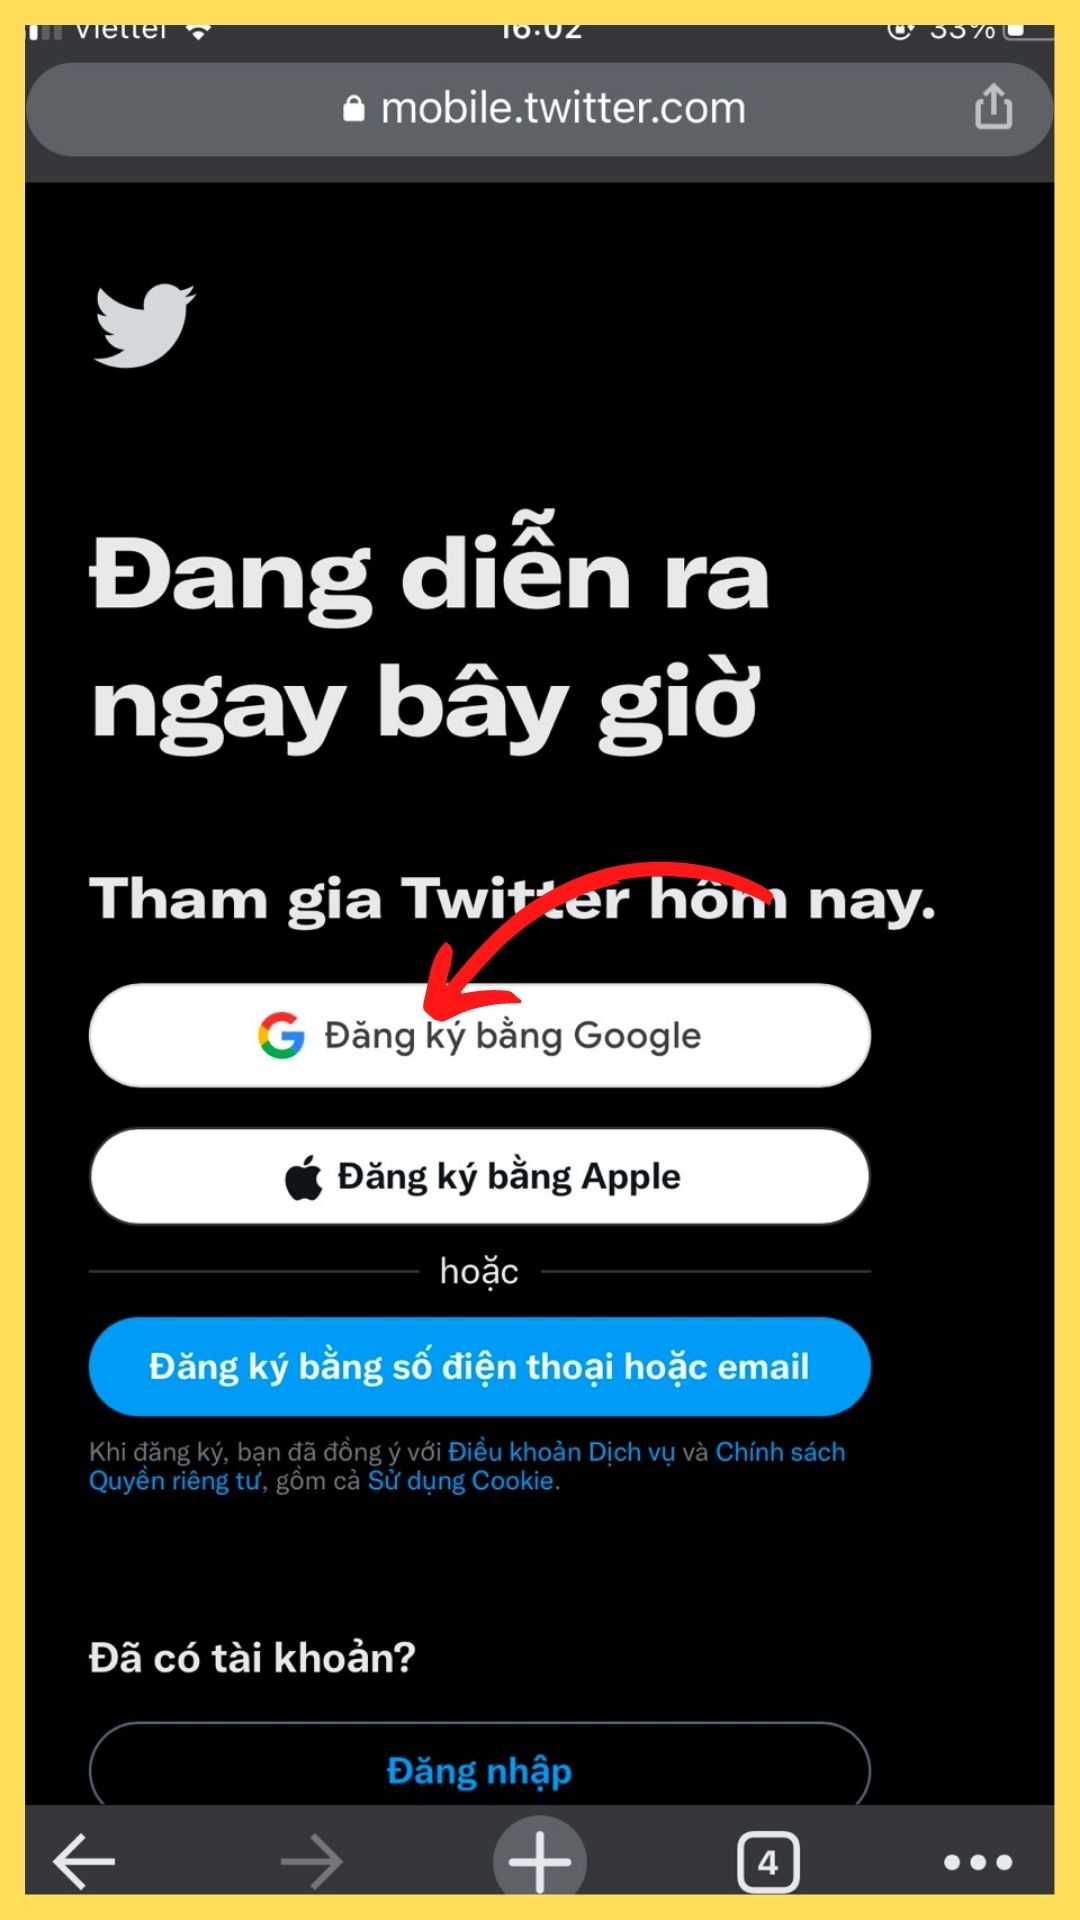 Viettel 16:02 33%
mobile.twitter.com
Đang diễn ra
ngay bây giờ
Tham gia Twitter hôm nay.
Đăng ký bằng Google
Đăng ký bằng Apple
hoặc
Đăng ký bằng số điện thoại hoặc email
Khi đăng ký, bạn đã đồng ý với Điều khoản Dịch vụ và Chính sách
Quyền riêng tư, gồm cả Sử dụng Cookie.
Đã có tài khoản?
Đăng nhập
4